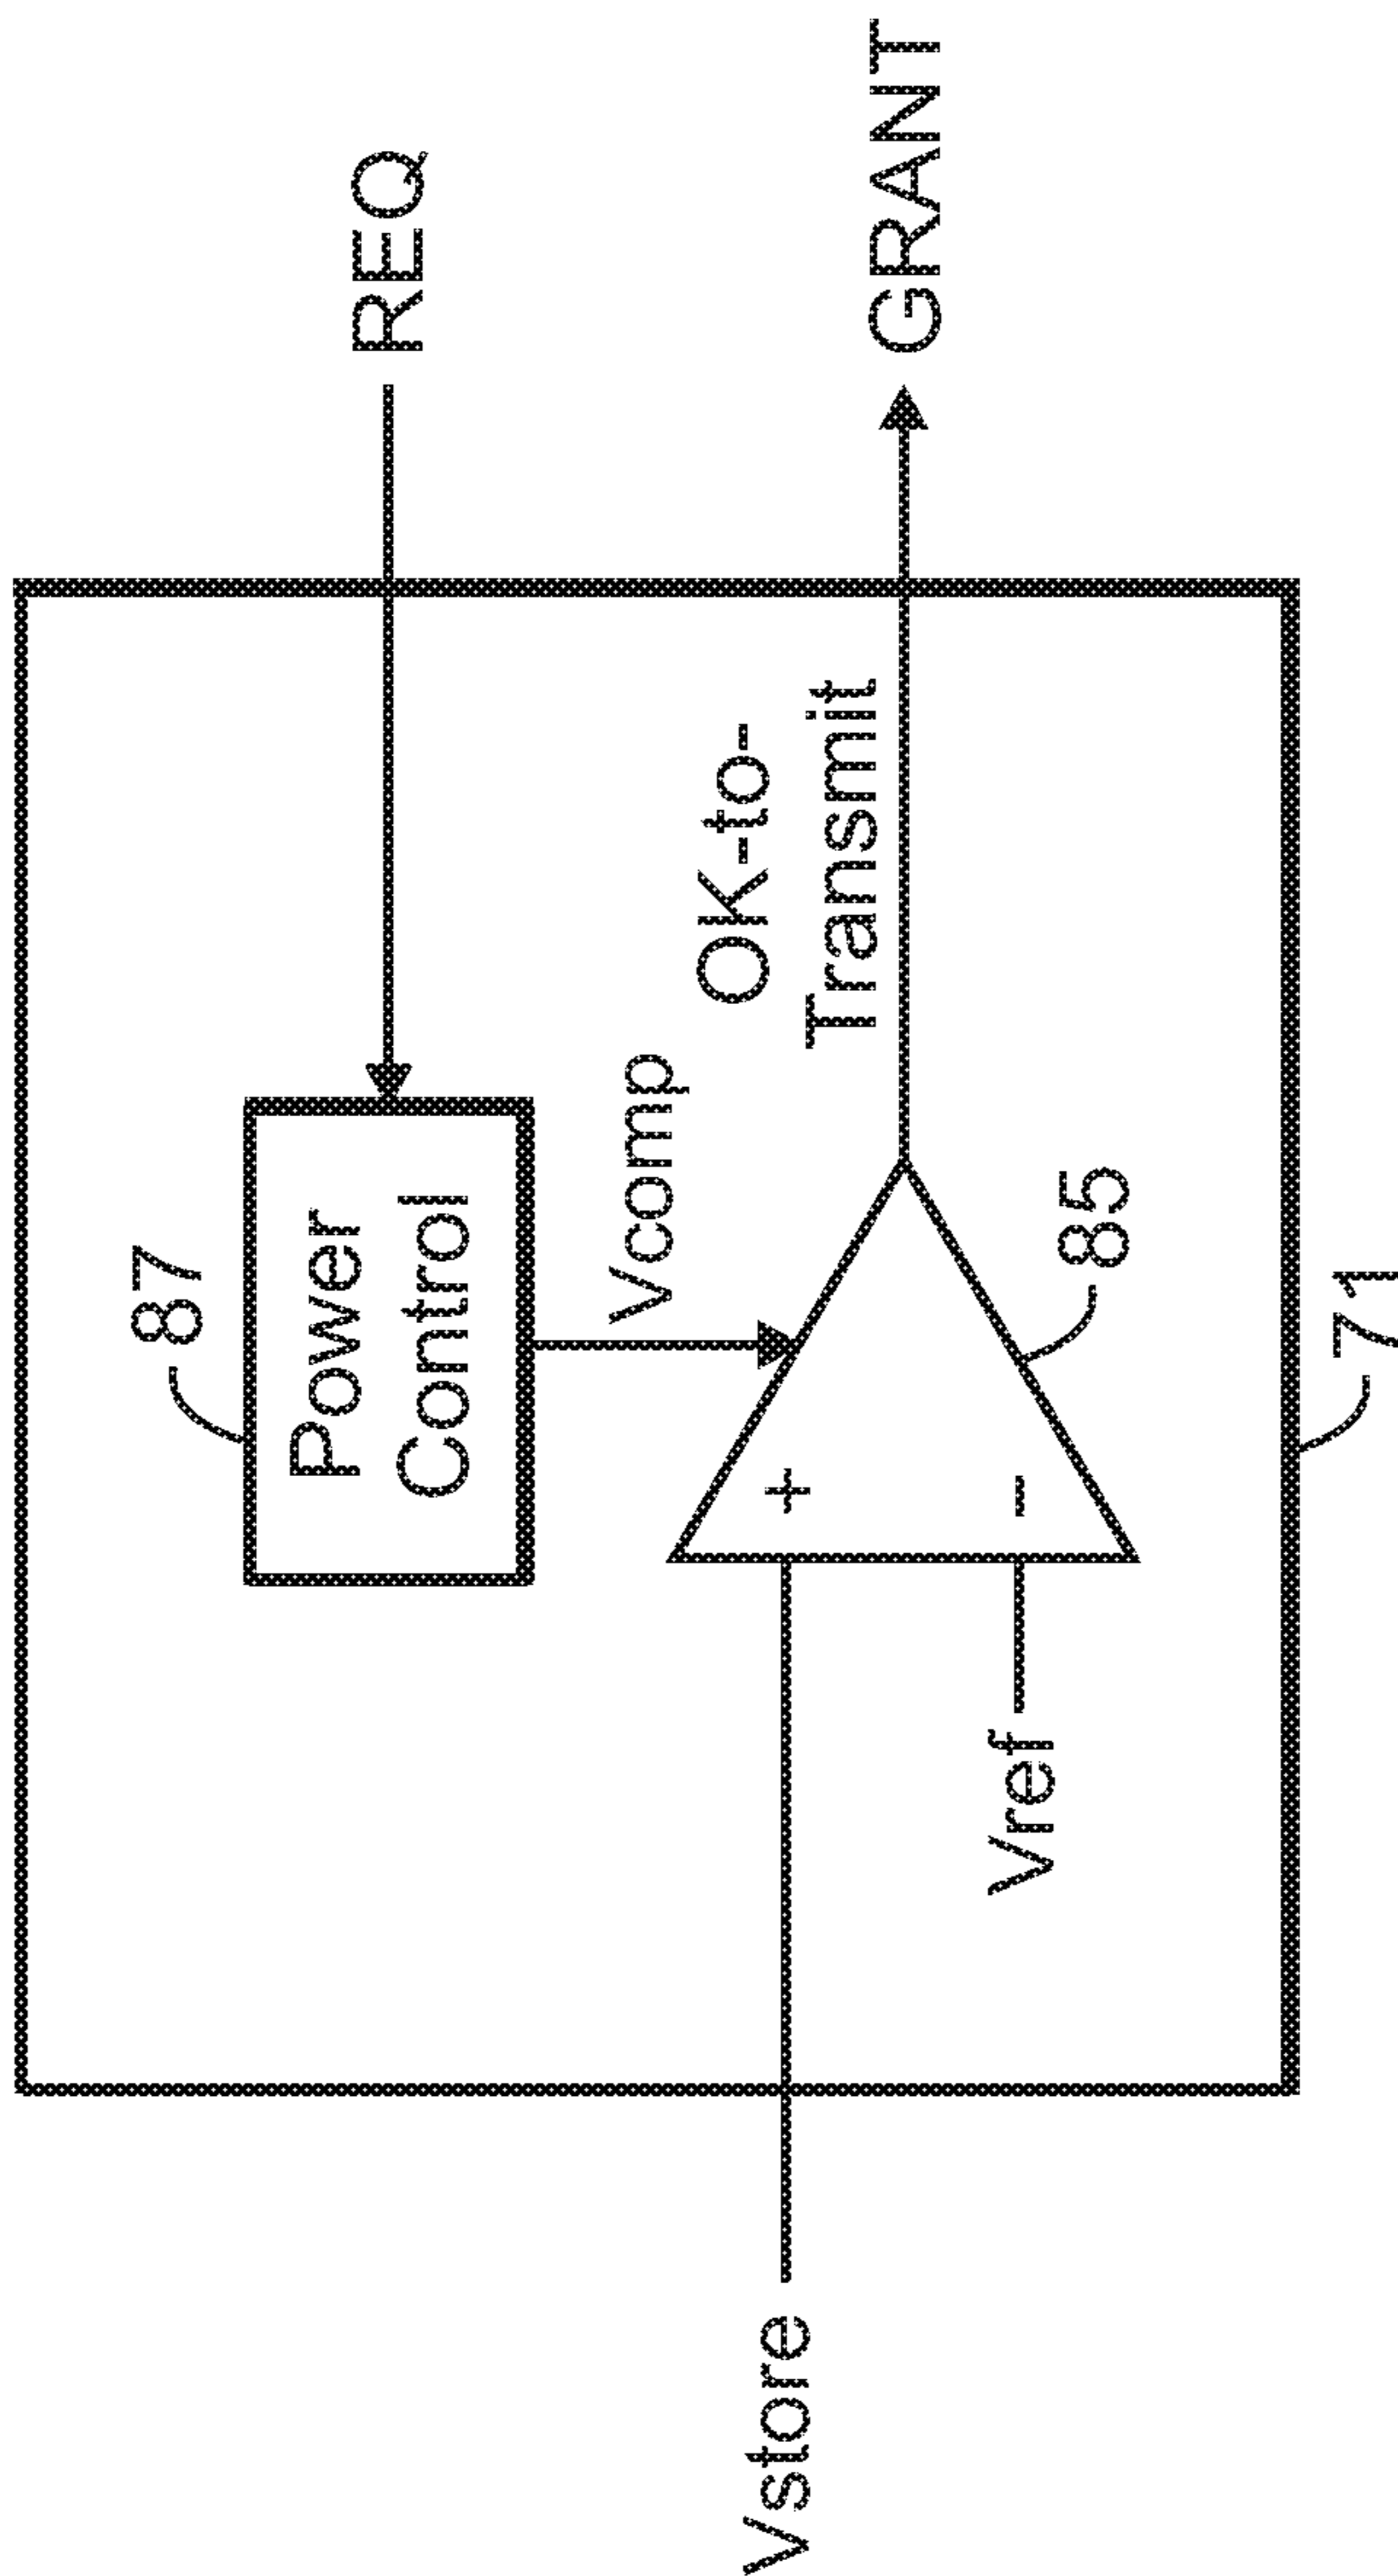 87
Power
Control
REQ
Vcomp
OK-to-
Transmit
Vstore
+
GRANT
Vref
-
85
71